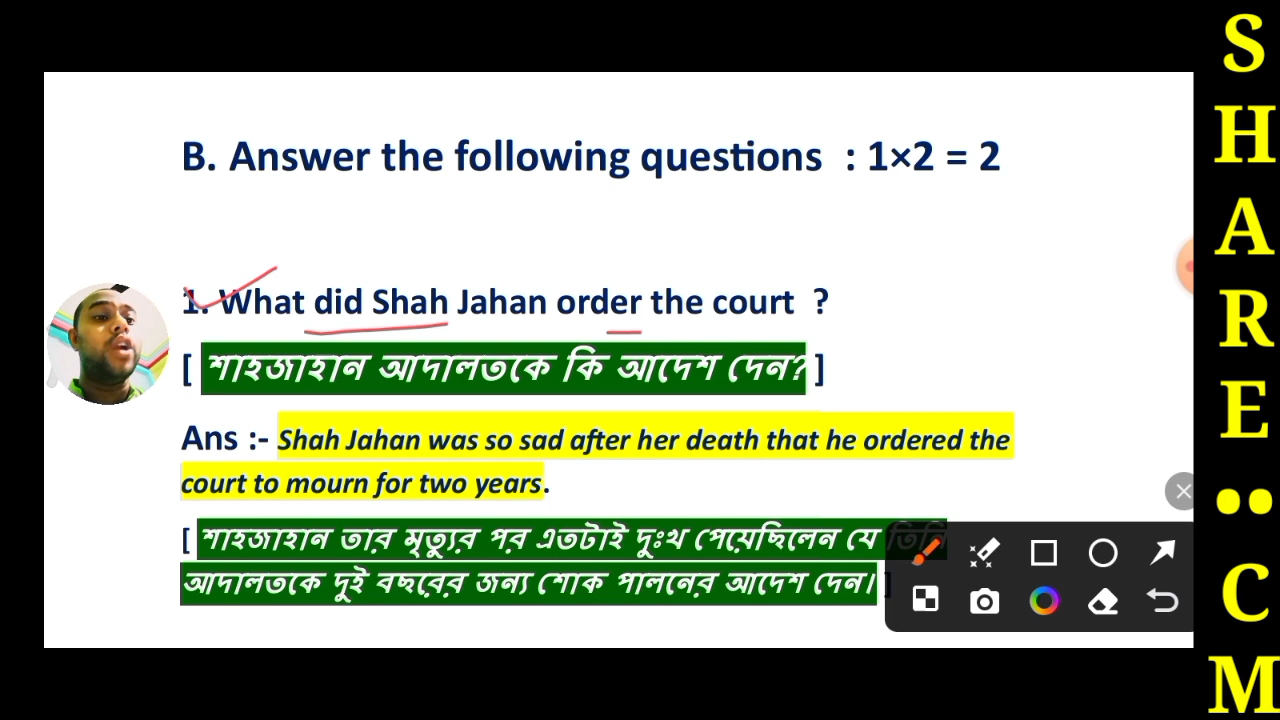 B. Answer the following questions : 1×2 = 2
1. What did Shah Jahan order the court ?
[ শাহজাহান আদালতকে কি আদেশ দেন? ]
Ans :- Shah Jahan was so sad after her death that he ordered the
court to mourn for two years.
[ শাহজাহান তার মৃত্যুর পর এতটাই দুঃখ পেয়েছিলেন যে তিনি
আদালতকে দুই বছরের জন্য শোক পালনের আদেশ দেন। ]
SHARE••CM